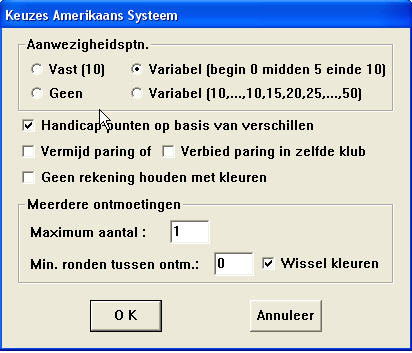 Keuzes Amerikaans Systeem
Aanwezigheidsptn.
Vast (10) Variabel (begin 0 midden 5 einde 10)
Geen Variabel (10,...,10,15,20,25,...,50)
Handicappunten op basis van verschillen
Vermijd paring of Verbied paring in zelfde klub
Geen rekening houden met kleuren
Meerdere ontmoetingen
Maximum aantal : 1
Min. ronden tussen ontm.: 0 Wissel kleuren
O K Annuleer